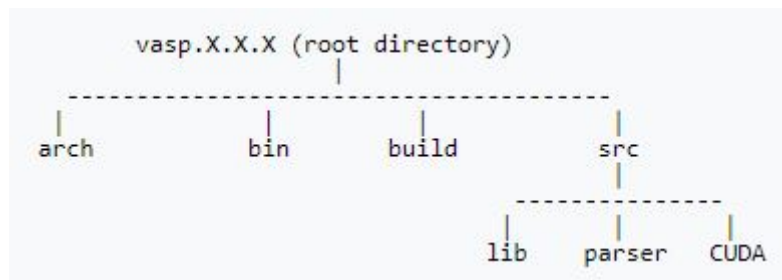 vasp.X.X.X (root directory)
|
---------------------------------------
| | | |
arch bin build src
|
---------------
| | |
lib parser CUDA